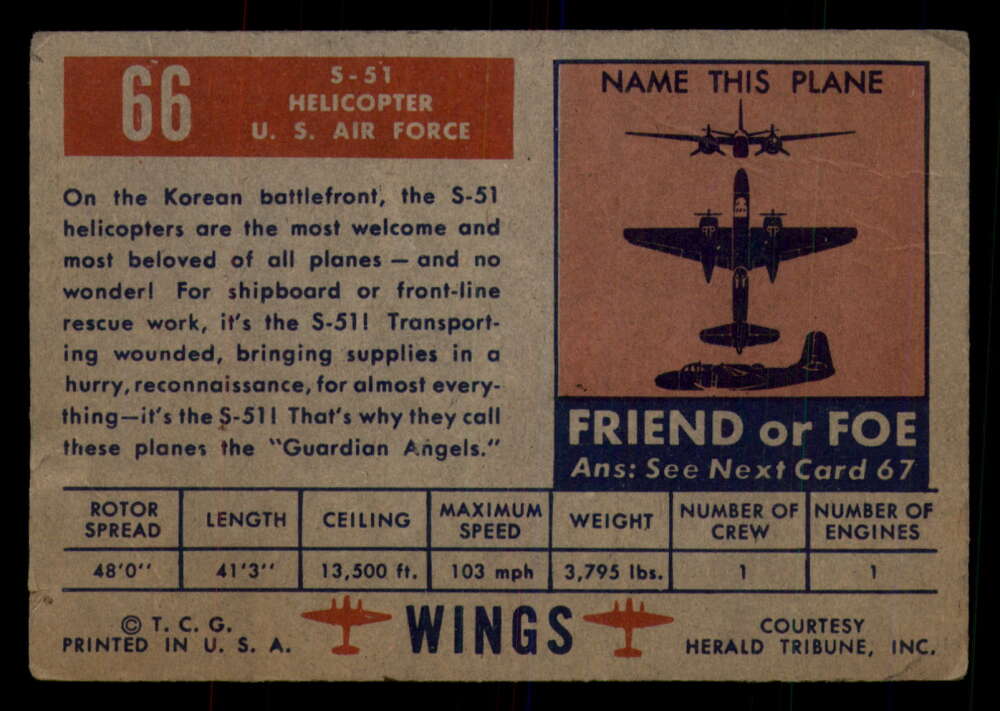 66
S-51
HELICOPTER
U. S. AIR FORCE
On the Korean battlefront, the S-51
helicopters are the most welcome and
most beloved of all planes — and no
wonder! For shipboard or front-line
rescue work, it's the S-51! Transport-
ing wounded, bringing supplies in a
hurry, reconnaissance, for almost every-
thing—it's the S-51! That's why they call
these planes the "Guardian Angels."
NAME THIS PLANE
FRIEND or FOE
Ans: See Next Card 67
ROTOR SPREAD LENGTH CEILING MAXIMUM SPEED WEIGHT NUMBER OF CREW NUMBER OF ENGINES
48'0'' 41'3'' 13,500 ft. 103 mph 3,795 lbs. 1 1
© T. C. G.
PRINTED IN U. S. A.
WINGS
COURTESY
HERALD TRIBUNE, INC.